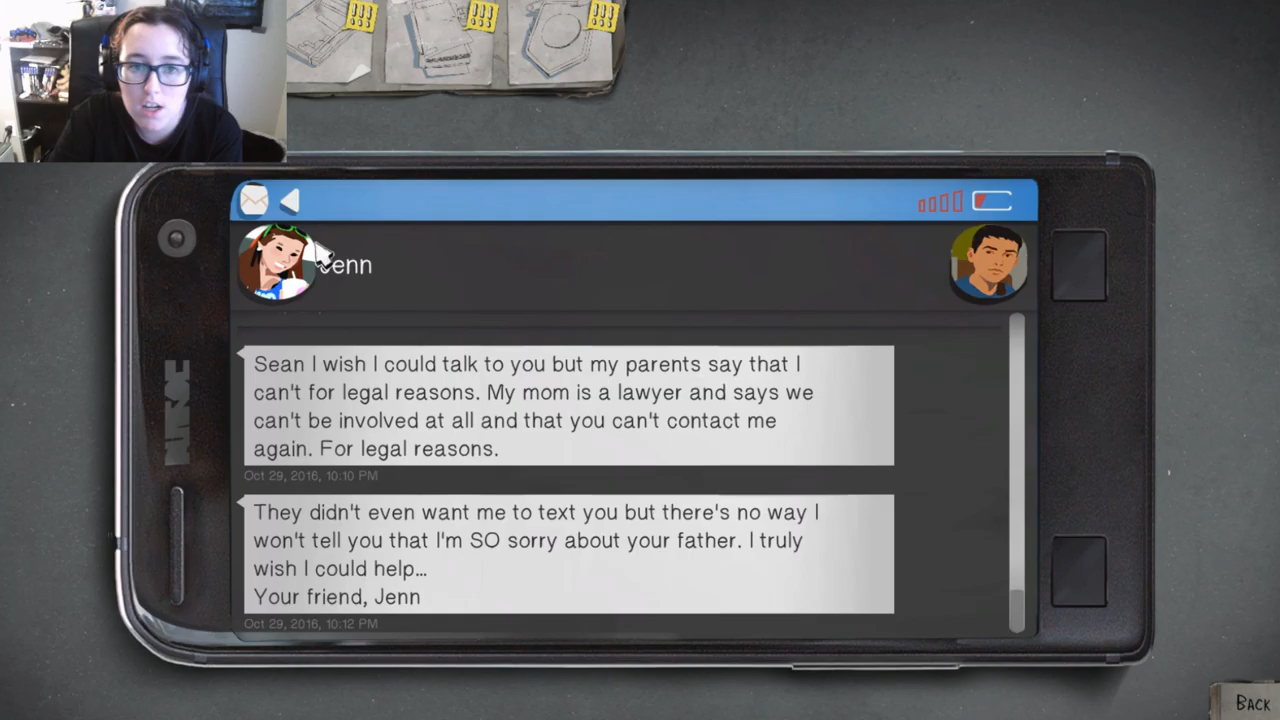 Jenn
Sean I wish I could talk to you but my parents say that I
can't for legal reasons. My mom is a lawyer and says we
can't be involved at all and that you can't contact me
again. For legal reasons.
Oct 29, 2016, 10:10 PM
They didn't even want me to text you but there's no way I
won't tell you that I'm SO sorry about your father. I truly
wish I could help...
Your friend, Jenn
Oct 29, 2016, 10:12 PM
BACK